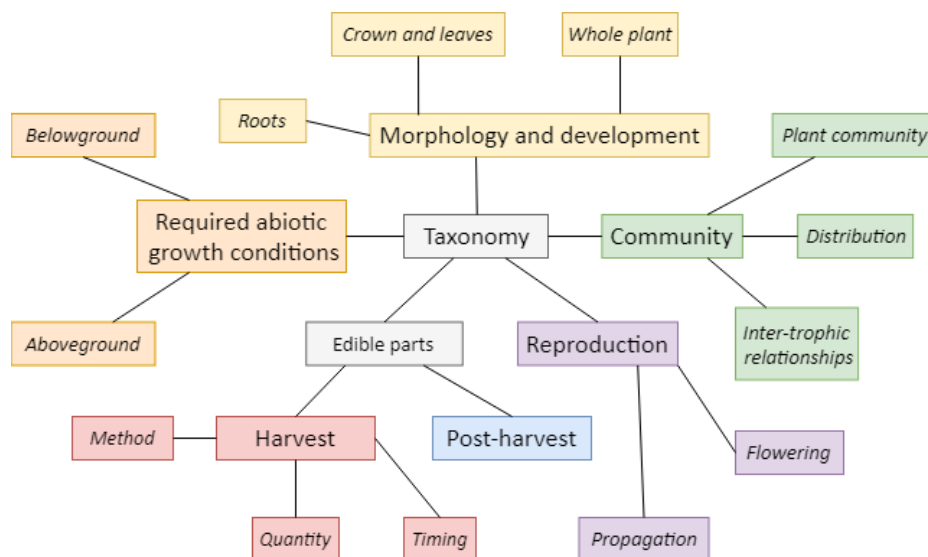 Crown and leaves
Whole plant
Roots
Morphology and development
Belowground
Plant community
Required abiotic
growth conditions
Taxonomy
Community
Distribution
Aboveground
Edible parts
Reproduction
Inter-trophic
relationships
Method
Harvest
Post-harvest
Flowering
Quantity
Timing
Propagation